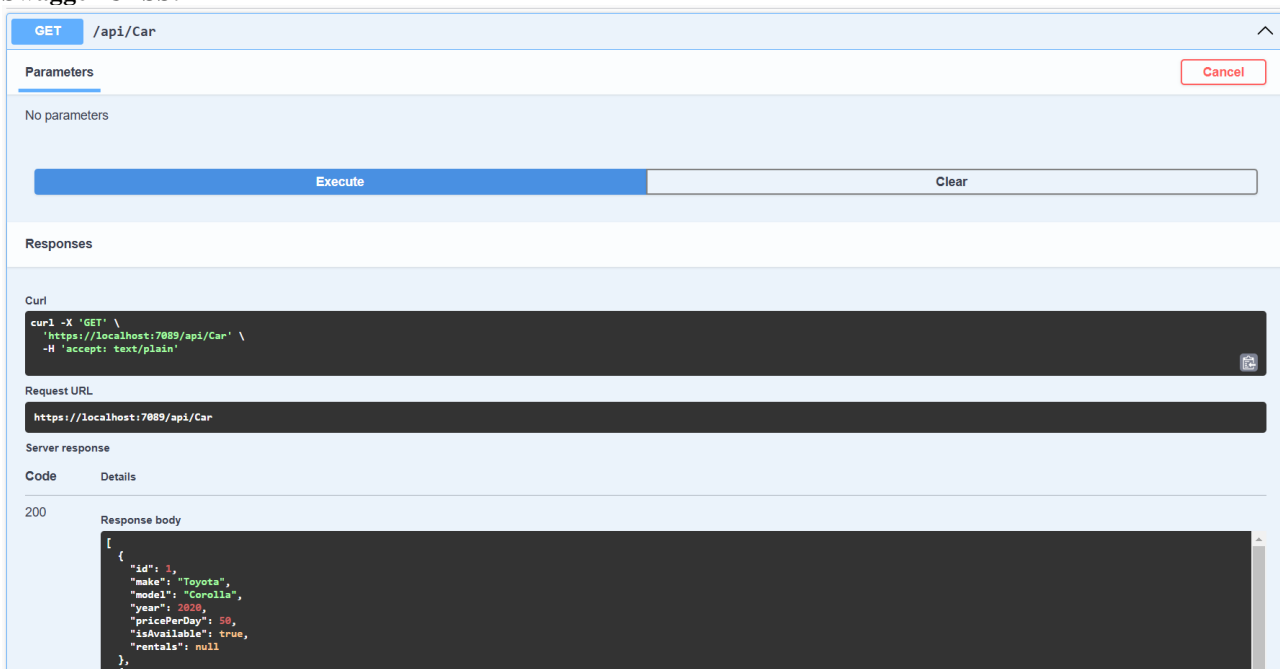 GET /api/Car
Parameters
Cancel
No parameters
Execute
Clear
Responses
Curl
curl -X 'GET' \
'https://localhost:7089/api/Car' \
-H 'accept: text/plain'
Request URL
https://localhost:7089/api/Car
Server response
Code Details
200
Response body
[
{
"id": 1,
"make": "Toyota",
"model": "Corolla",
"year": 2020,
"pricePerDay": 50,
"isAvailable": true,
"rentals": null
},